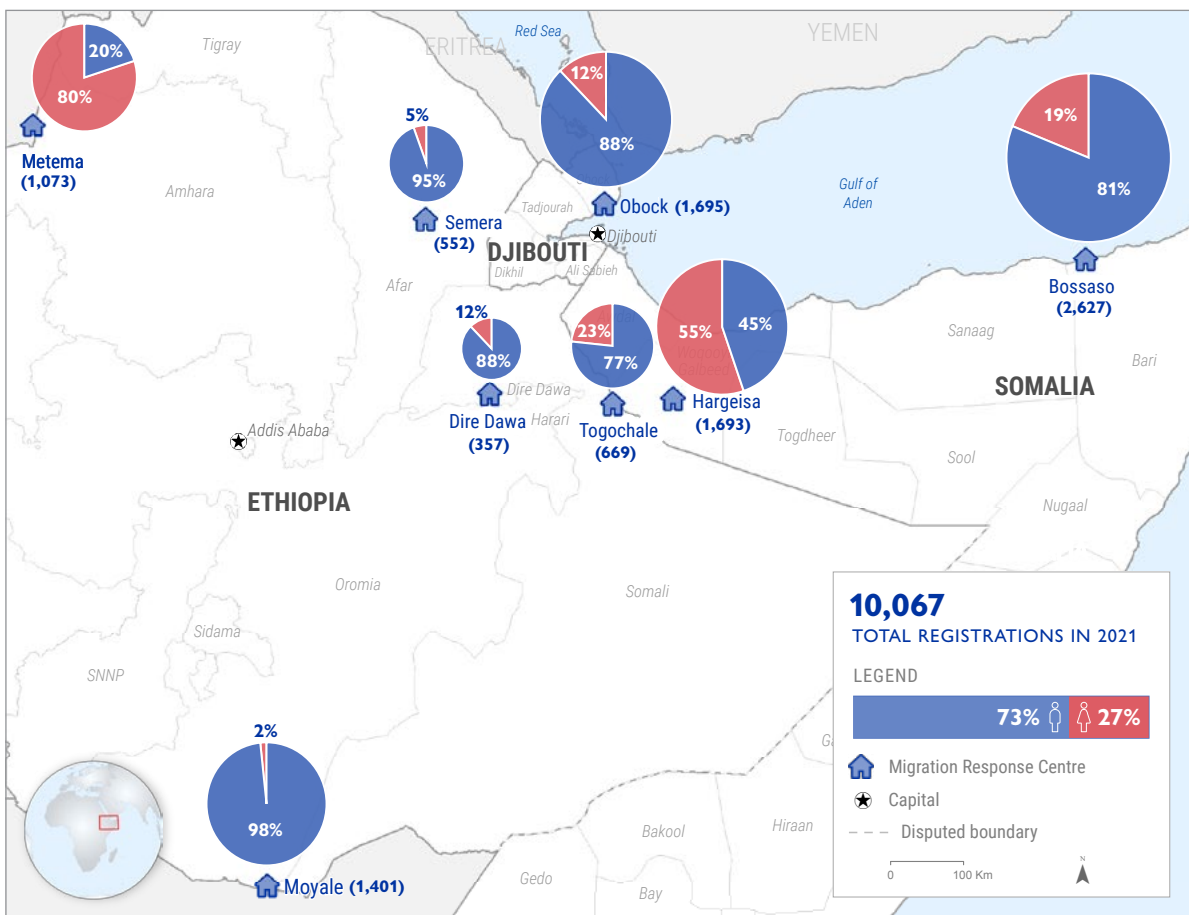 Tigray
ERITREA
Red Sea
YEMEN
20%
80%
Metema
(1,073)
Amhara
5%
95%
Semera
(552)
12%
88%
Obock (1,695)
Tadjourah
Djibouti
DJIBOUTI
Dikhil
Ali Sabieh
Afar
Gulf of
Aden
19%
81%
Bossaso
(2,627)
12%
88%
Dire Dawa
Dire Dawa
(357)
Harari
23%
77%
Togochale
(669)
55%
45%
Woqooyi
Galbeed
Hargeisa
(1,693)
Sanaag
Bari
SOMALIA
Togdheer
Sool
Nugaal
Addis Ababa
ETHIOPIA
Oromia
Somali
Sidama
SNNP
2%
98%
Moyale (1,401)
Gedo
Bakool
Bay
Hiraan
10,067
TOTAL REGISTRATIONS IN 2021
LEGEND
73% 27%
Migration Response Centre
Capital
Disputed boundary
0 100 Km
N